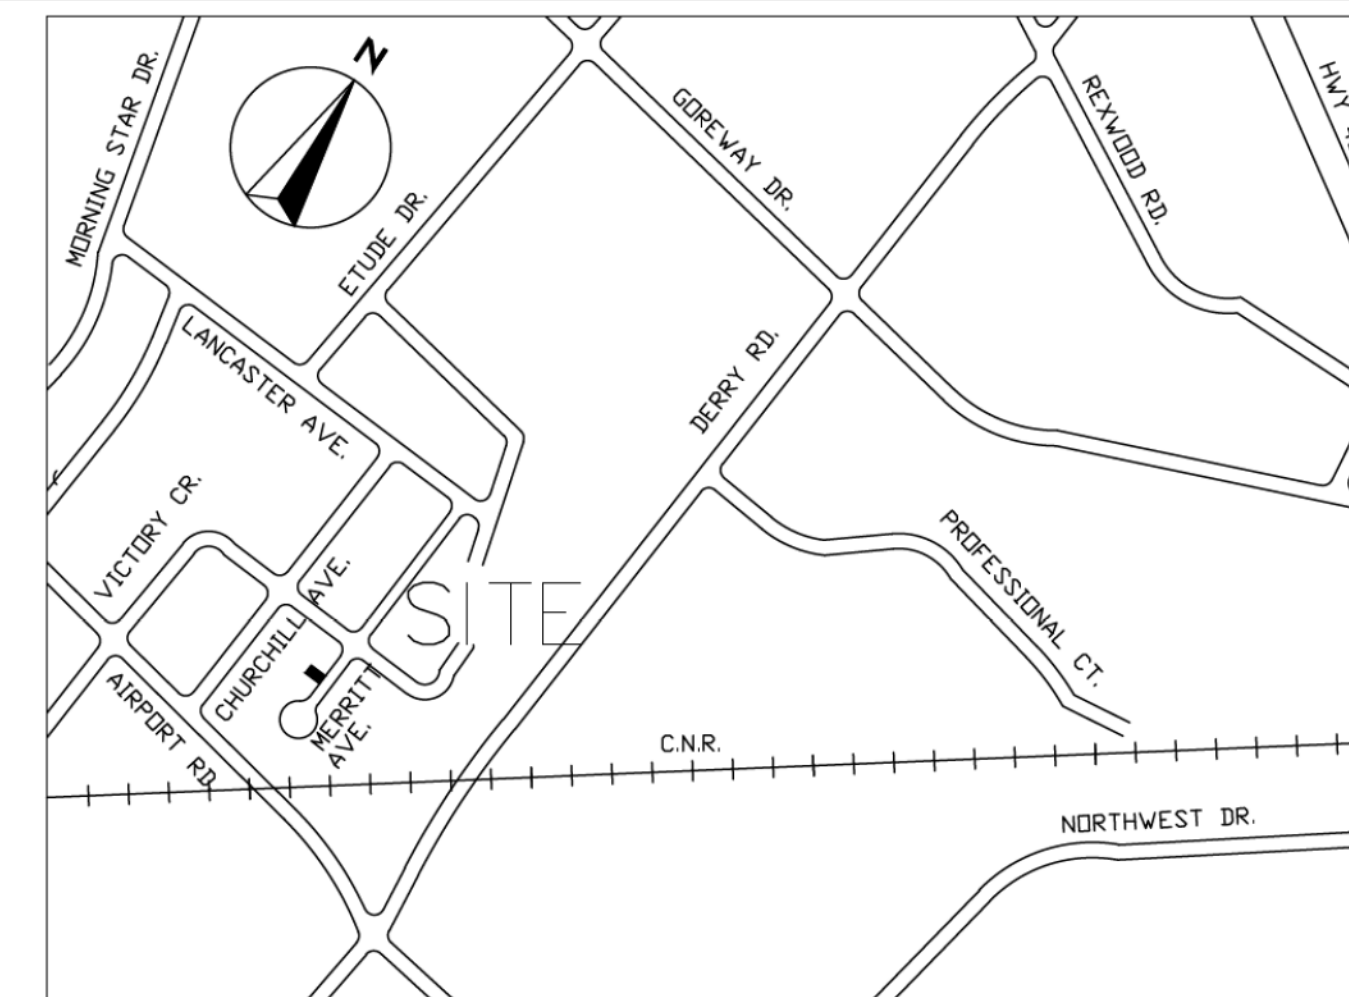 N
MORNING STAR DR.
GOREWAY DR.
REXWOOD RD.
HWY
ETUDE DR.
LANCASTER AVE.
DERRY RD.
VICTORY CR.
PROFESSIONAL CT.
SITE
CHURCHILL AVE.
MERRITT
AVE.
AIRPORT RD.
C.N.R.
NORTHWEST DR.